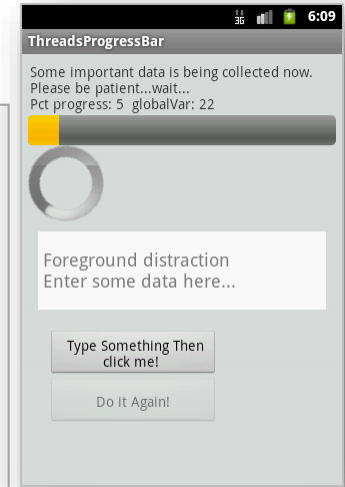 3G 6:09
ThreadsProgressBar
Some important data is being collected now.
Please be patient...wait...
Pct progress: 5 globalVar: 22
Foreground distraction
Enter some data here...
Type Something Then
click me!
Do it Again!